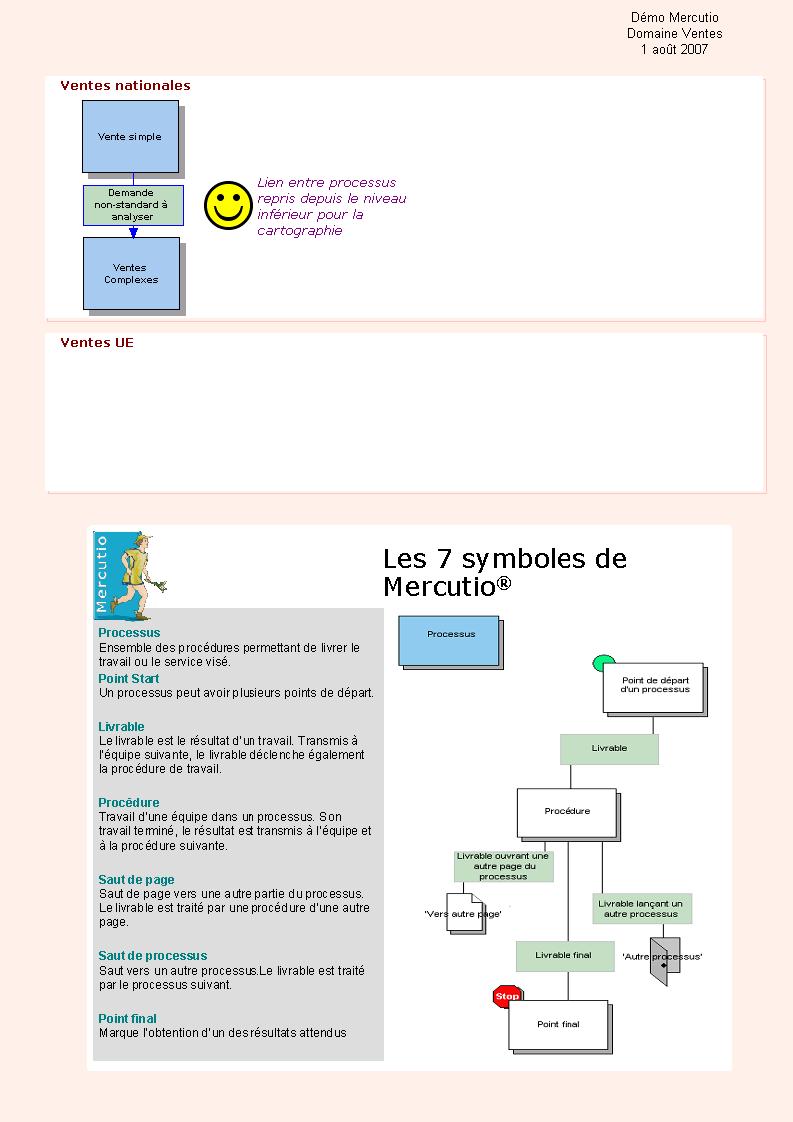 Démo Mercutio
Domaine Ventes
1 août 2007
Ventes nationales
Vente simple
Demande
non-standard à
analyser
Ventes
Complexes
Lien entre processus
repris depuis le niveau
inférieur pour la
cartographie
Ventes UE
Mercutio
Les 7 symboles de
Mercutio®
Processus
Ensemble des procédures permettant de livrer le
travail ou le service visé.
Point Start
Un processus peut avoir plusieurs points de départ.
Livrable
Le livrable est le résultat d'un travail. Transmis à
l'équipe suivante, le livrable déclenche également
la procédure de travail.
Procédure
Travail d'une équipe dans un processus. Son
travail terminé, le résultat est transmis à l'équipe et
à la procédure suivante.
Saut de page
Saut de page vers une autre partie du processus.
Le livrable est traité par une procédure d'une autre
page.
Saut de processus
Saut vers un autre processus.Le livrable est traité
par le processus suivant.
Point final
Marque l'obtention d'un des résultats attendus
Processus
Point de départ
d'un processus
Livrable
Procédure
Livrable ouvrant une
autre page du
processus
'Vers autre page'
Livrable lançant un
autre processus
'Autre processus'
Livrable final
Stop
Point final